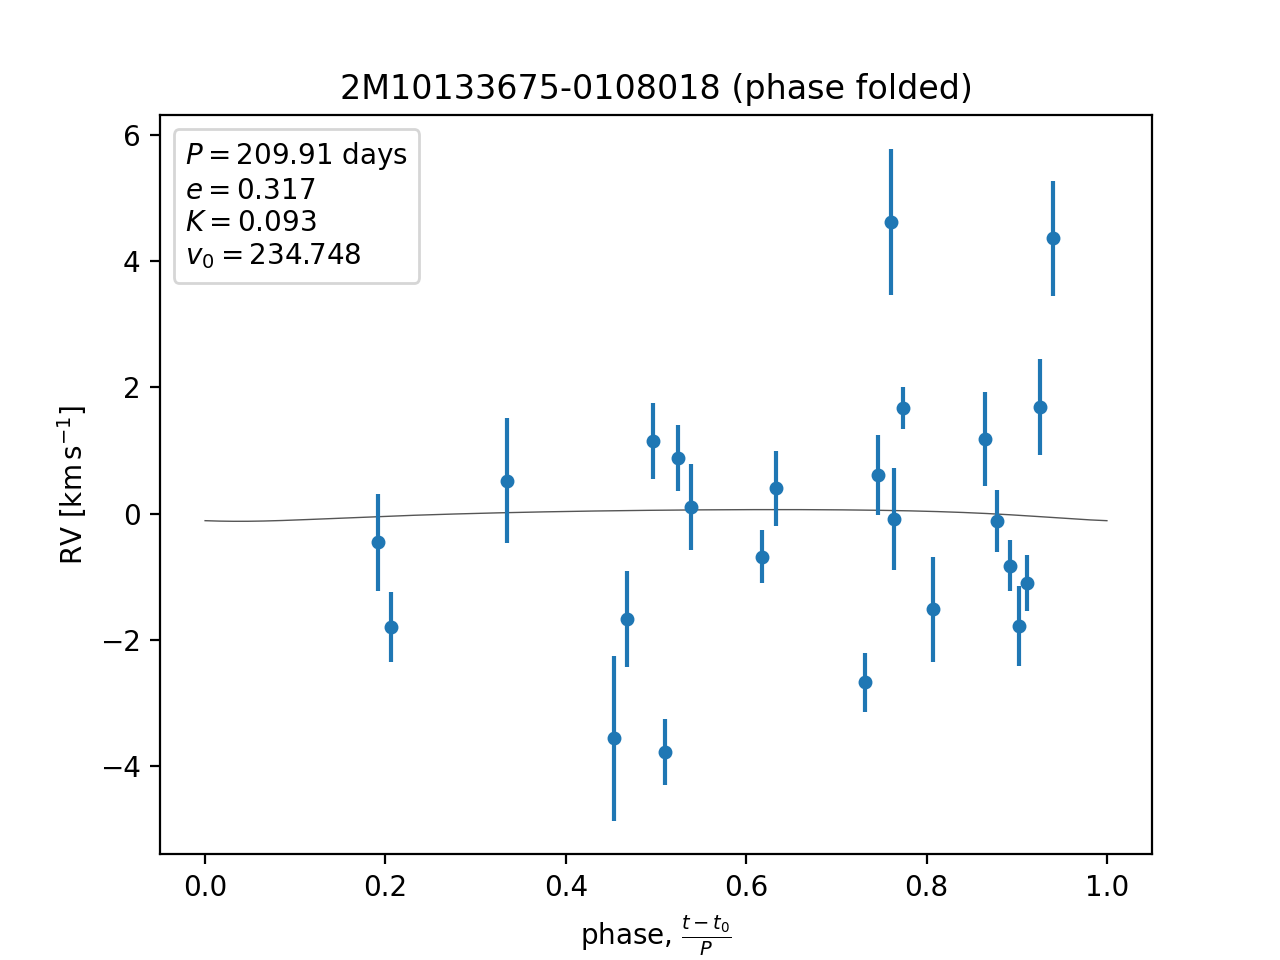 2M10133675-0108018 (phase folded)
P = 209.91 days
e = 0.317
K = 0.093
v₀ = 234.748
6
4
2
0
−2
−4
RV [km s⁻¹]
0.0 0.2 0.4 0.6 0.8 1.0
phase, (t − t₀)/P